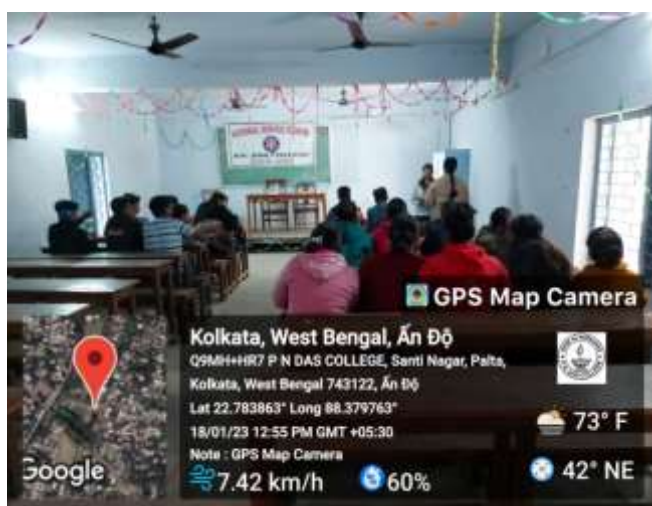 GPS Map Camera
Kolkata, West Bengal, Ấn Độ
Q9MH+HR7 P N DAS COLLEGE, Santi Nagar, Palta,
Kolkata, West Bengal 743122, Ấn Độ
Lat 22.783863° Long 88.379763°
18/01/23 12:55 PM GMT +05:30
Note : GPS Map Camera
7.42 km/h
60%
73° F
42° NE
Google